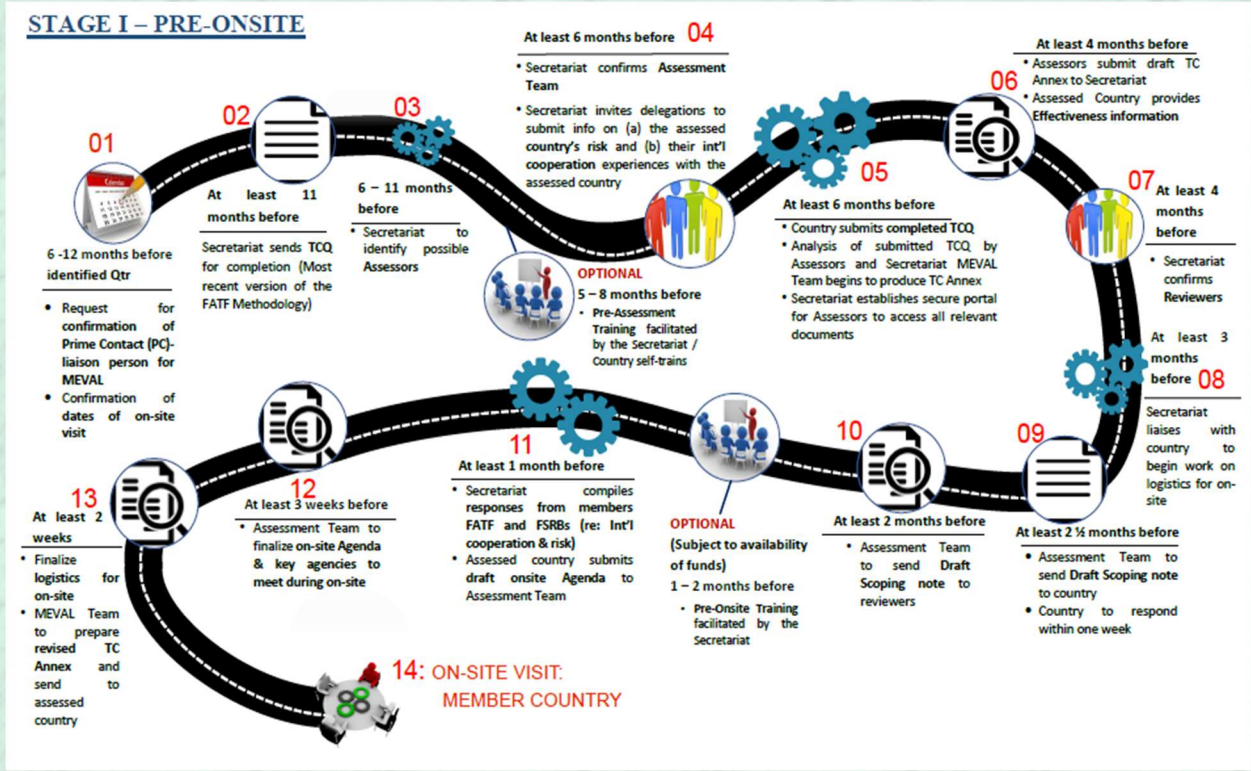 STAGE I – PRE-ONSITE
01
6 -12 months before
identified Qtr
• Request for
confirmation of
Prime Contact (PC)-
liaison person for
MEVAL
• Confirmation of
dates of on-site
visit
02
At least 11
months before
Secretariat sends TCQ
for completion (Most
recent version of the
FATF Methodology)
03
6 – 11 months
before
• Secretariat to
identify possible
Assessors
At least 6 months before 04
• Secretariat confirms Assessment
Team
• Secretariat invites delegations to
submit info on (a) the assessed
country's risk and (b) their int'l
cooperation experiences with the
assessed country
OPTIONAL
5 – 8 months before
• Pre-Assessment
Training facilitated
by the Secretariat /
Country self-trains
05
At least 6 months before
• Country submits completed TCQ
• Analysis of submitted TCQ by
Assessors and Secretariat MEVAL
Team begins to produce TC Annex
• Secretariat establishes secure portal
for Assessors to access all relevant
documents
06
At least 4 months before
• Assessors submit draft TC
Annex to Secretariat
• Assessed Country provides
Effectiveness information
07
At least 4
months
before
• Secretariat
confirms
Reviewers
At least 3
months
before 08
Secretariat
liaises with
country to
begin work on
logistics for on-
site
09
At least 2 ½ months before
• Assessment Team to
send Draft Scoping note
to country
• Country to respond
within one week
10
At least 2 months before
• Assessment Team
to send Draft
Scoping note to
reviewers
OPTIONAL
(Subject to availability
of funds)
1 – 2 months before
• Pre-Onsite Training
facilitated by the
Secretariat
11
At least 1 month before
• Secretariat compiles
responses from members
FATF and FSRBs (re: Int'l
cooperation & risk)
• Assessed country submits
draft onsite Agenda to
Assessment Team
12
At least 3 weeks before
• Assessment Team to
finalize on-site Agenda
& key agencies to
meet during on-site
13
At least 2
weeks
• Finalize
logistics for
on-site
• MEVAL Team
to prepare
revised TC
Annex and
send to
assessed
country
14: ON-SITE VISIT:
MEMBER COUNTRY